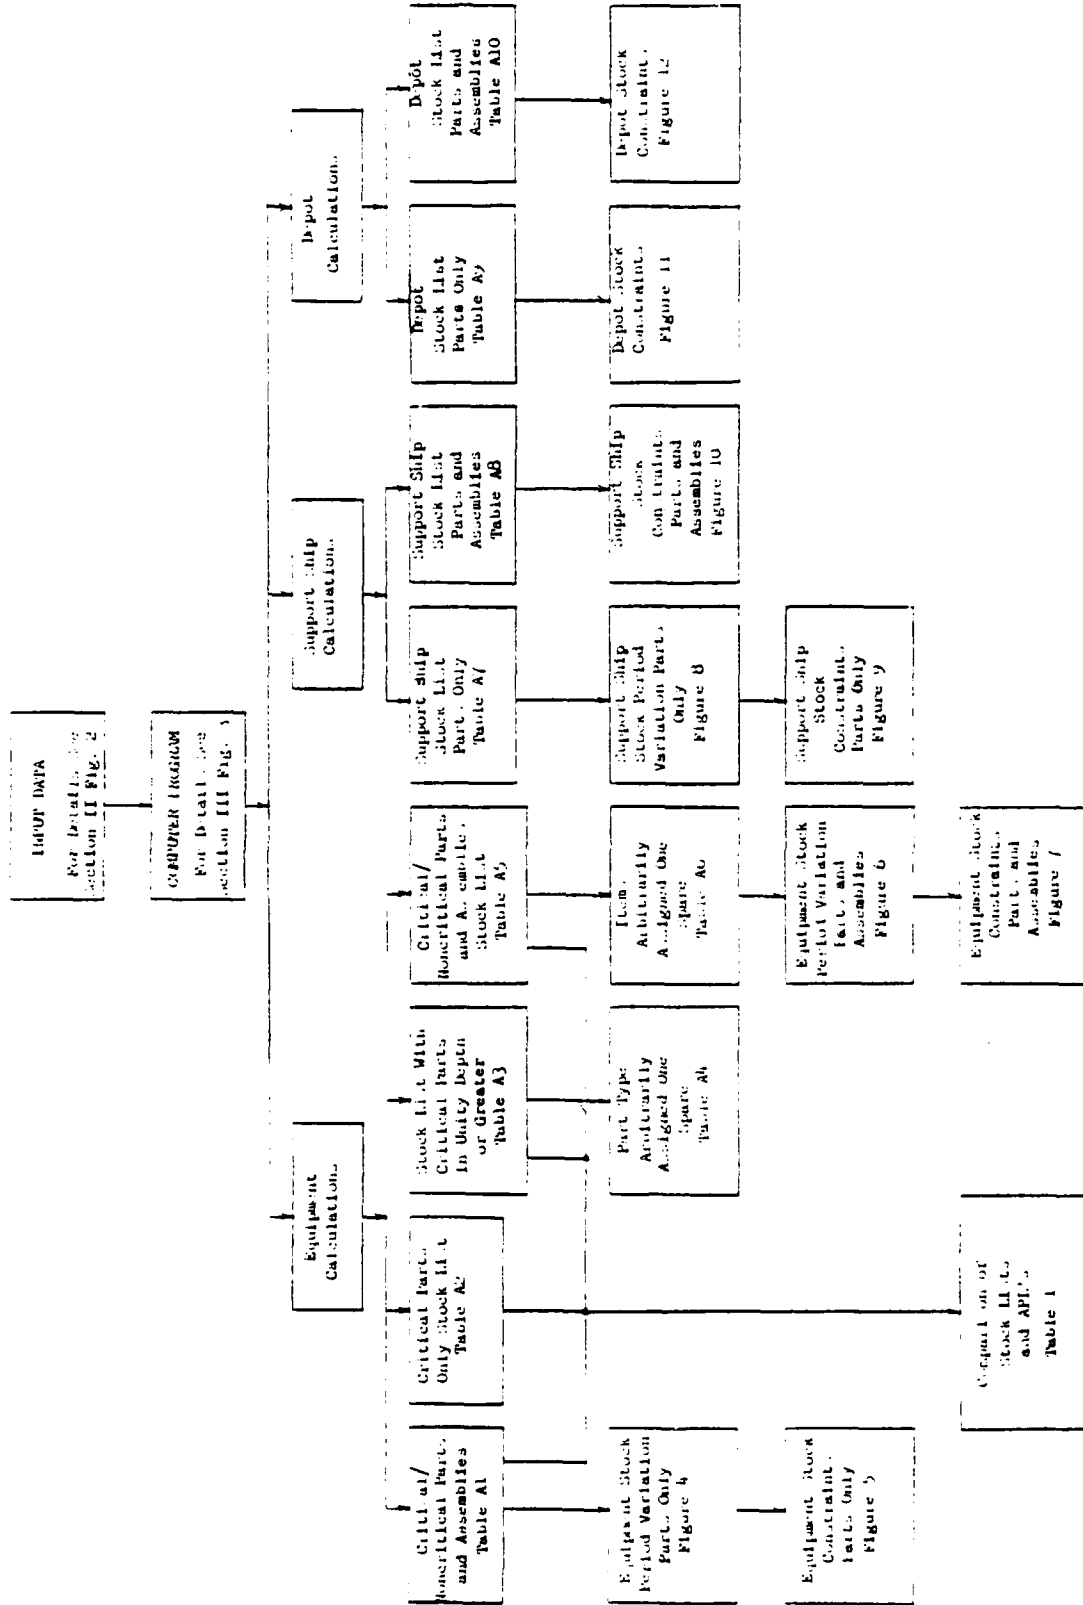 INPUT DATA
For Details See
Section II Fig. 2
COMPUTER PROGRAM
For Details See
Section III Fig. 3
Equipment
Calculations
Support Ship
Calculations
Depot
Calculations
Critical/
Noncritical Parts
and Assemblies
Table A1
Critical Parts
Only Stock List
Table A2
Stock List With
Critical Parts
In Unity Depth
or Greater
Table A3
Critical/
Noncritical Parts
and Assemblies
Stock List
Table A5
Support Ship
Stock List
Parts Only
Table A7
Support Ship
Stock List
Parts and
Assemblies
Table A8
Depot
Stock List
Parts Only
Table A9
Depot
Stock List
Parts and
Assemblies
Table A10
Equipment Stock
Period Variation
Parts Only
Figure 4
Part Type
Arbitrarily
Assigned One
Spare
Table A4
Items
Arbitrarily
Assigned One
Spare
Table A6
Support Ship
Stock Period
Variation Parts
Only
Figure 8
Support Ship
Stock
Constraints
Parts and
Assemblies
Figure 10
Depot Stock
Constraints
Figure 11
Depot Stock
Constraints
Figure 12
Equipment Stock
Constraints
Parts Only
Figure 5
Equipment Stock
Period Variation
Parts and
Assemblies
Figure 6
Support Ship
Stock
Constraints
Parts Only
Figure 9
Comparison of
Stock Lists
and APL's
Table 1
Equipment Stock
Constraints
Parts and
Assemblies
Figure 7